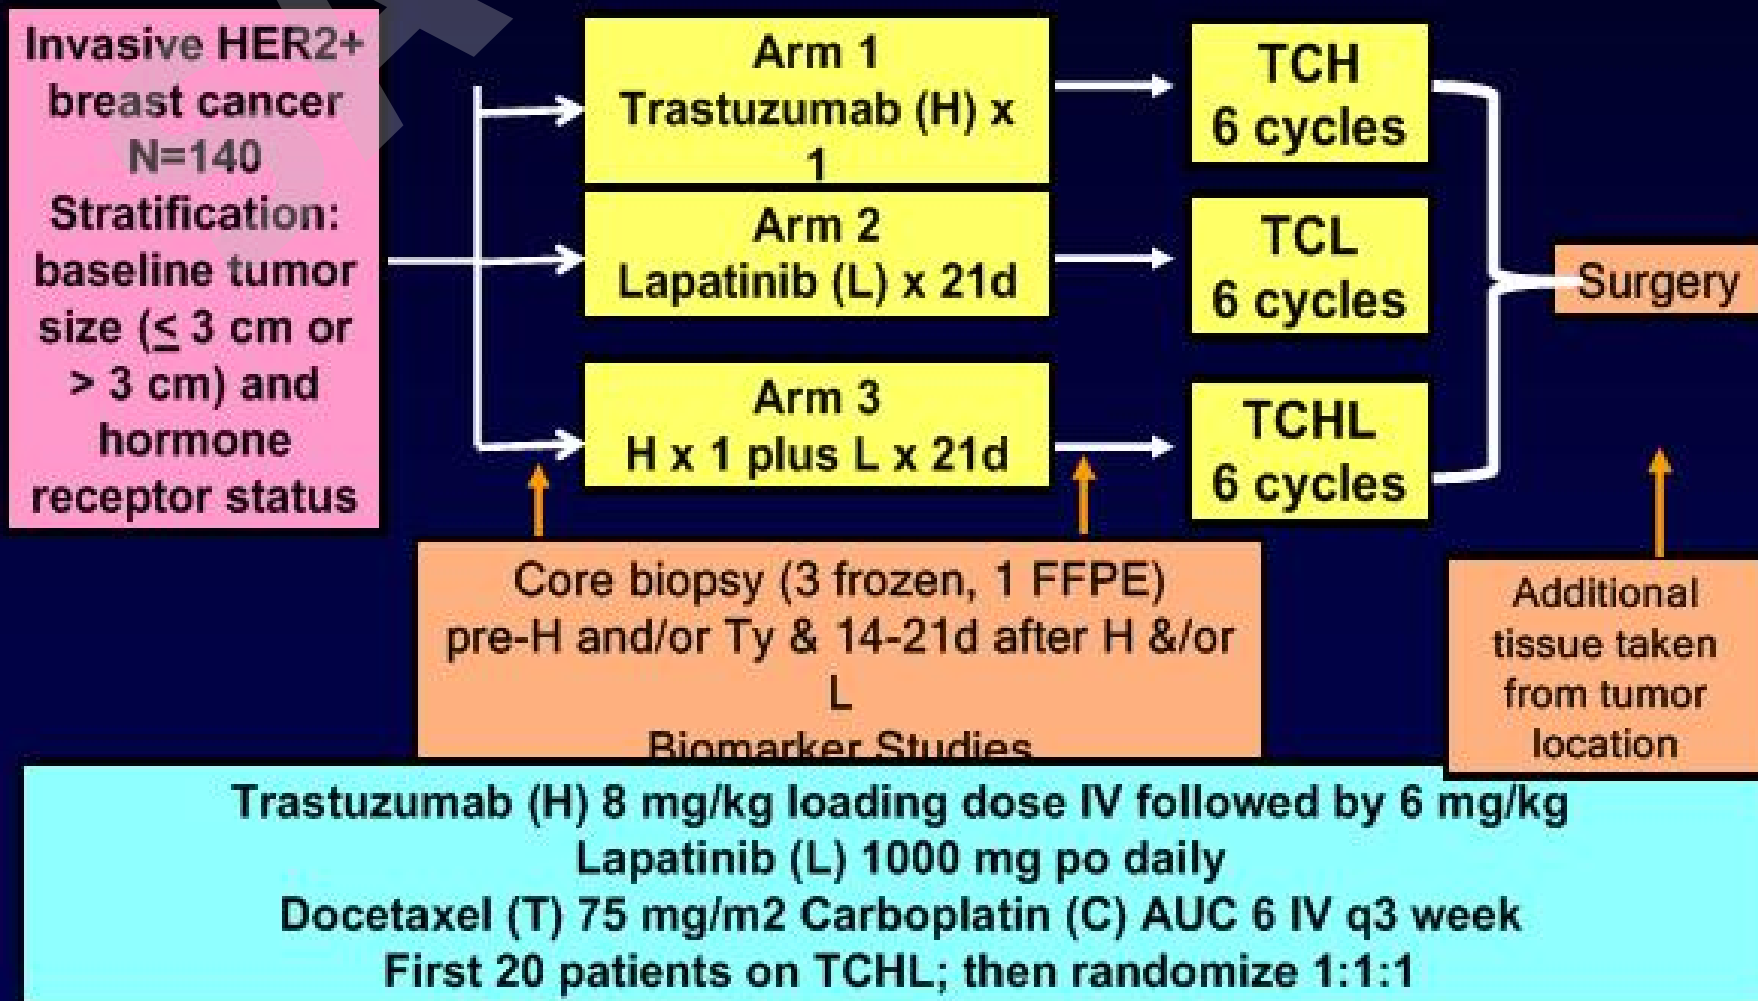 Invasive HER2+
breast cancer
N=140
Stratification:
baseline tumor
size (≤ 3 cm or
> 3 cm) and
hormone
receptor status
Arm 1
Trastuzumab (H) x
1
Arm 2
Lapatinib (L) x 21d
Arm 3
H x 1 plus L x 21d
TCH
6 cycles
TCL
6 cycles
TCHL
6 cycles
Surgery
Core biopsy (3 frozen, 1 FFPE)
pre-H and/or Ty & 14-21d after H &/or
L
Biomarker Studies
Additional
tissue taken
from tumor
location
Trastuzumab (H) 8 mg/kg loading dose IV followed by 6 mg/kg
Lapatinib (L) 1000 mg po daily
Docetaxel (T) 75 mg/m2 Carboplatin (C) AUC 6 IV q3 week
First 20 patients on TCHL; then randomize 1:1:1